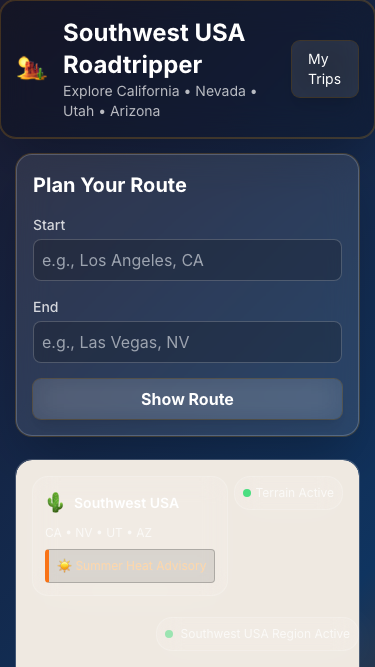 Southwest USA
Roadtripper
Explore California • Nevada •
Utah • Arizona
My
Trips
Plan Your Route
Start
e.g., Los Angeles, CA
End
e.g., Las Vegas, NV
Show Route
Southwest USA
Terrain Active
CA • NV • UT • AZ
Summer Heat Advisory
Southwest USA Region Active